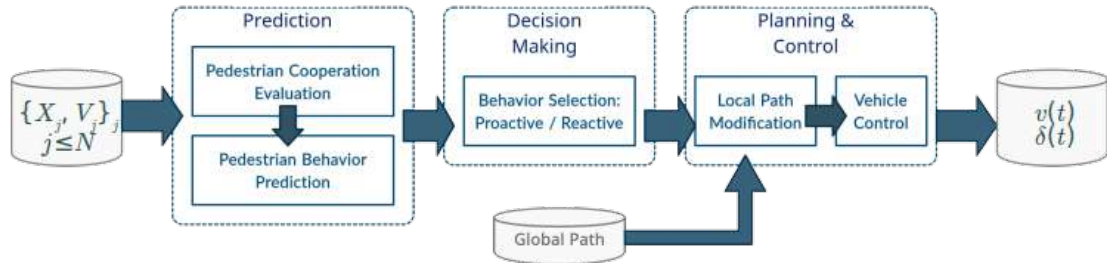 Prediction
Decision
Making
Planning &
Control
{X_j, V_j}_j
j≤N
Pedestrian Cooperation
Evaluation
Pedestrian Behavior
Prediction
Behavior Selection:
Proactive / Reactive
Local Path
Modification
Vehicle
Control
v(t)
δ(t)
Global Path